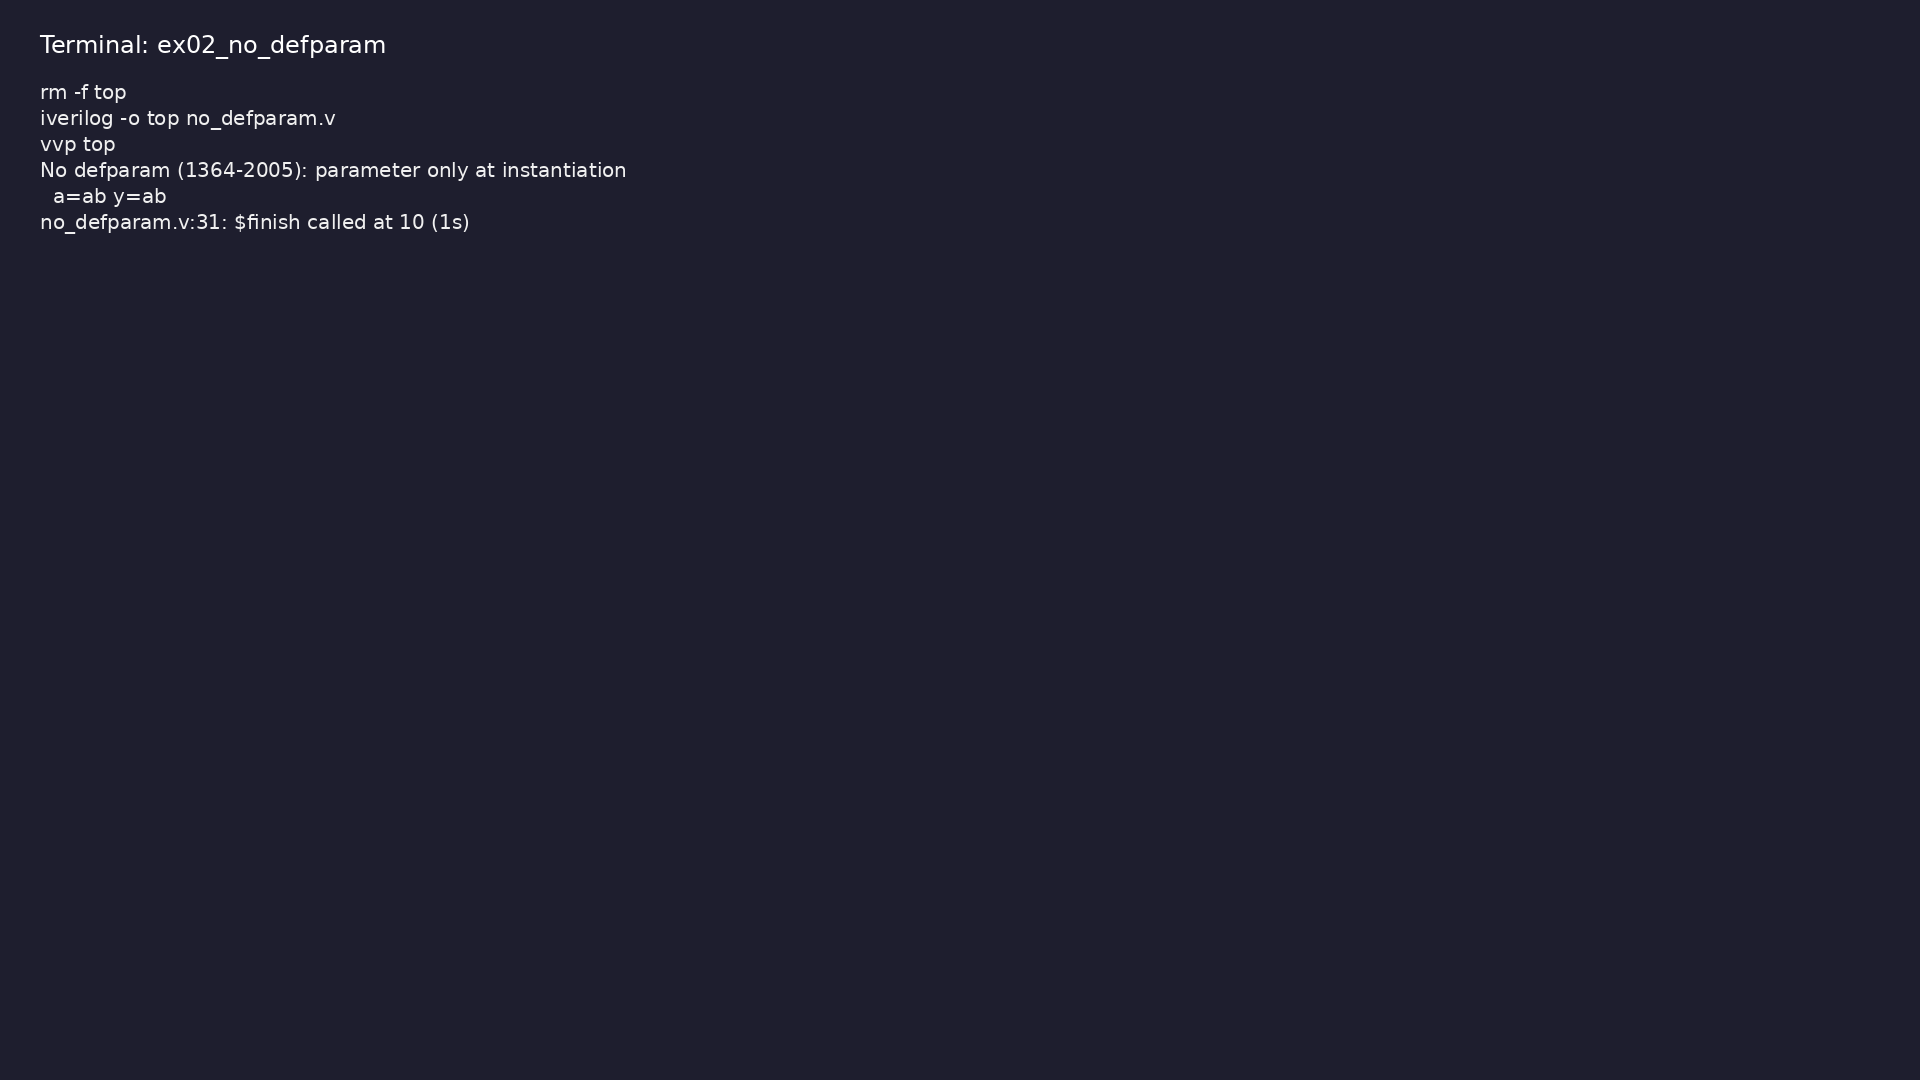 Terminal: ex02_no_defparam
rm -f top
iverilog -o top no_defparam.v
vvp top
No defparam (1364-2005): parameter only at instantiation
  a=ab y=ab
no_defparam.v:31: $finish called at 10 (1s)